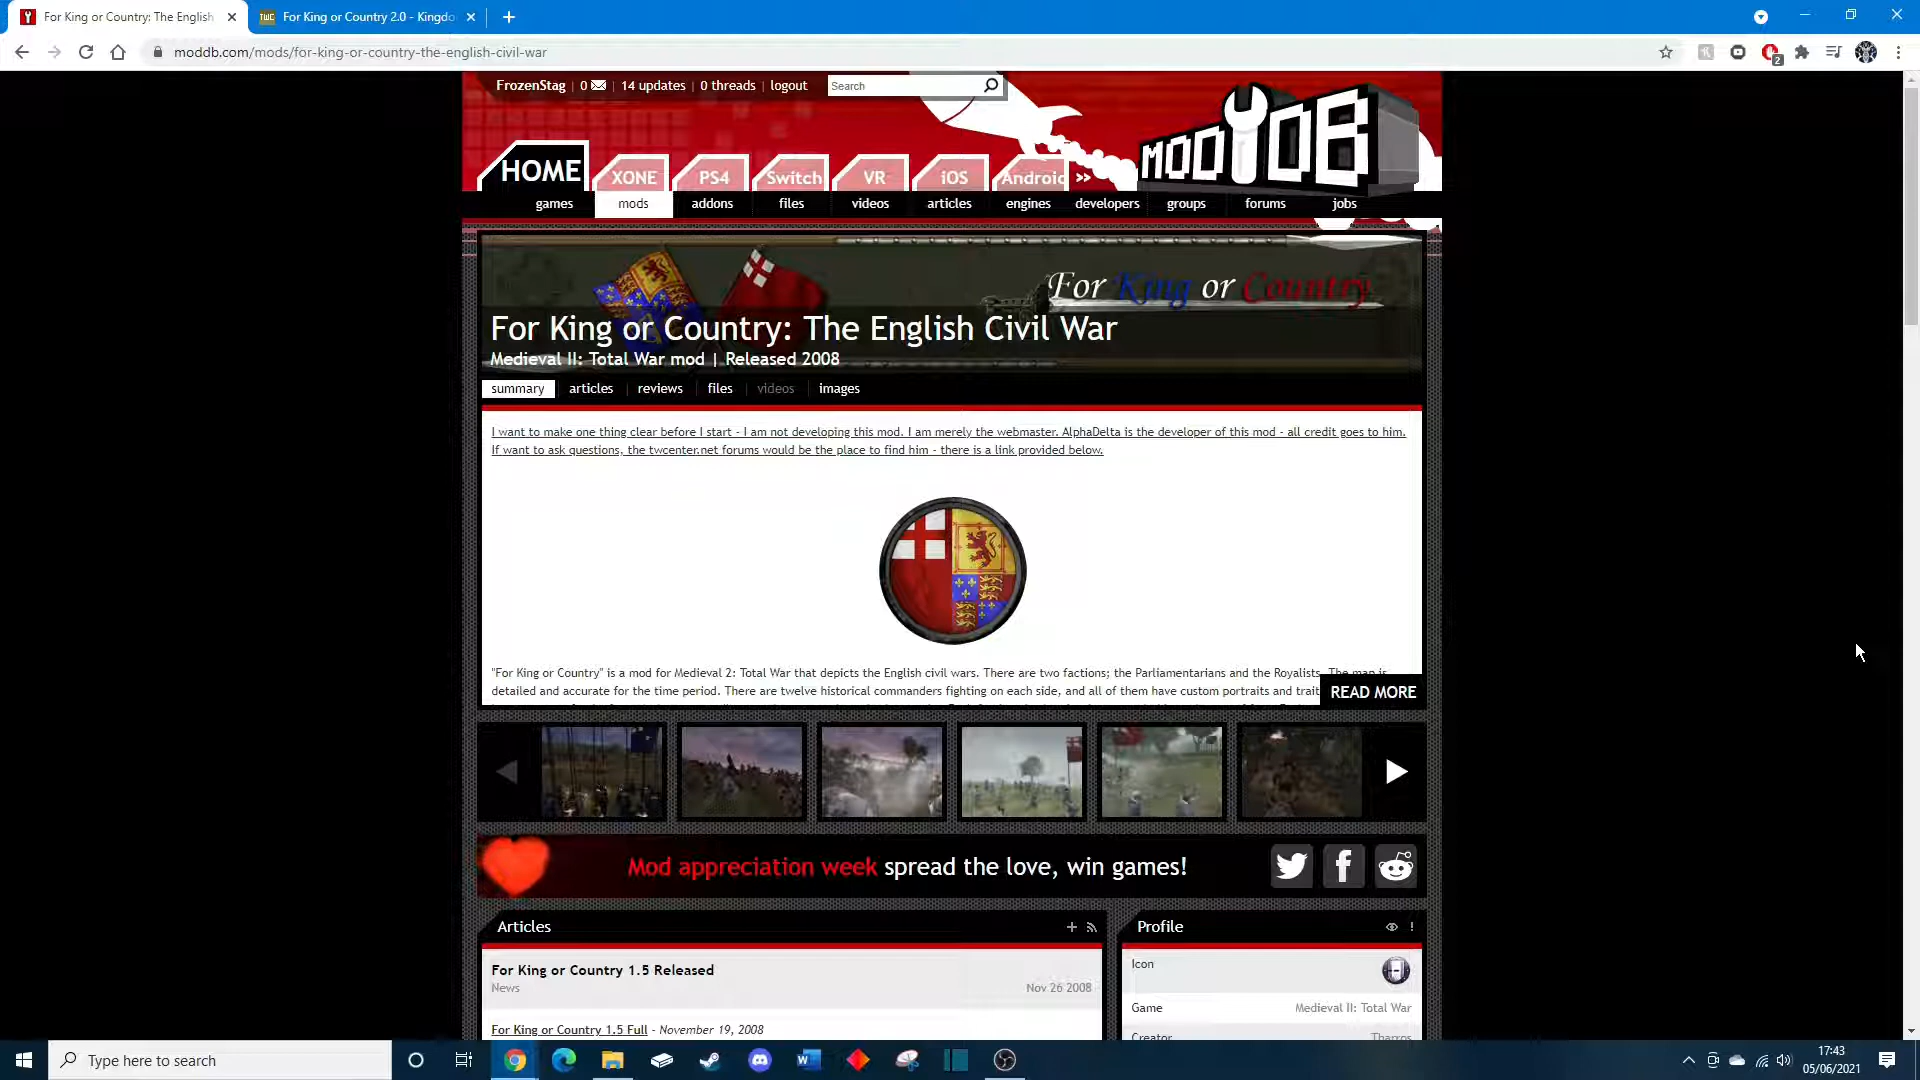 For King or Country: The English
TWC For King or Country 2.0 - Kingdo
moddb.com/mods/for-king-or-country-the-english-civil-war
2
FrozenStag | 0 | 14 updates | 0 threads | logout
Search
MOD DB
HOME XONE PS4 Switch VR iOS Android >>
games mods addons files videos articles engines developers groups forums jobs
For King or Country
For King or Country: The English Civil War
Medieval II: Total War mod | Released 2008
summary articles reviews files videos images
I want to make one thing clear before I start - I am not developing this mod. I am merely the webmaster. AlphaDelta is the developer of this mod - all credit goes to him.
If want to ask questions, the twcenter.net forums would be the place to find him - there is a link provided below.
"For King or Country" is a mod for Medieval 2: Total War that depicts the English civil wars. There are two factions; the Parliamentarians and the Royalists. The map is
detailed and accurate for the time period. There are twelve historical commanders fighting on each side, and all of them have custom portraits and trait
READ MORE
Mod appreciation week spread the love, win games!
Articles
Profile
For King or Country 1.5 Released
News Nov 26 2008
For King or Country 1.5 Full - November 19, 2008
Icon
Game Medieval II: Total War
Creator Tharros
Type here to search
17:43
05/06/2021